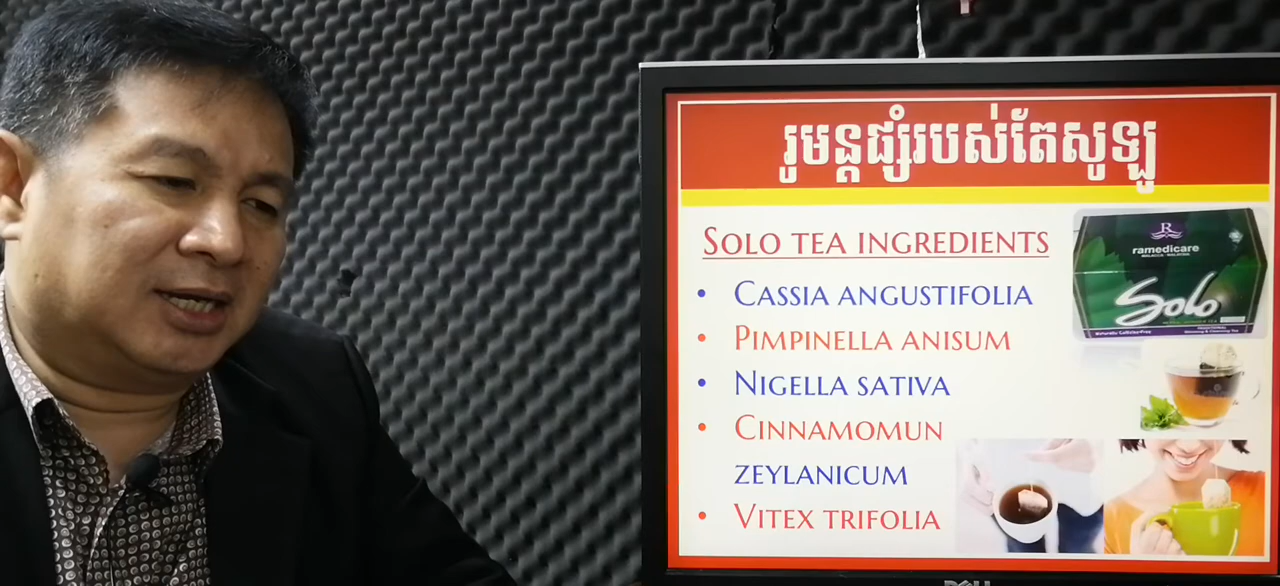 រូមន្តផ្សំរបស់តែសូឡូ
SOLO TEA INGREDIENTS
CASSIA ANGUSTIFOLIA
PIMPINELLA ANISUM
NIGELLA SATIVA
CINNAMOMUN
ZEYLANICUM
VITEX TRIFOLIA
R
ramedicare
Solo
DELL